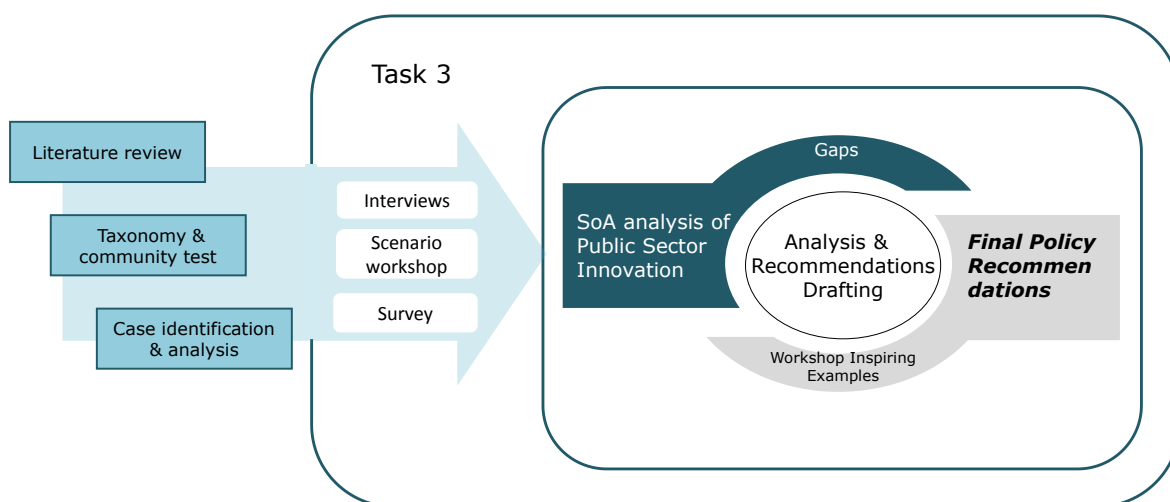 Task 3
Literature review
Taxonomy &
community test
Case identification
& analysis
Interviews
Scenario
workshop
Survey
SoA analysis of
Public Sector
Innovation
Gaps
Analysis &
Recommendations
Drafting
Workshop Inspiring
Examples
Final Policy
Recommen
dations